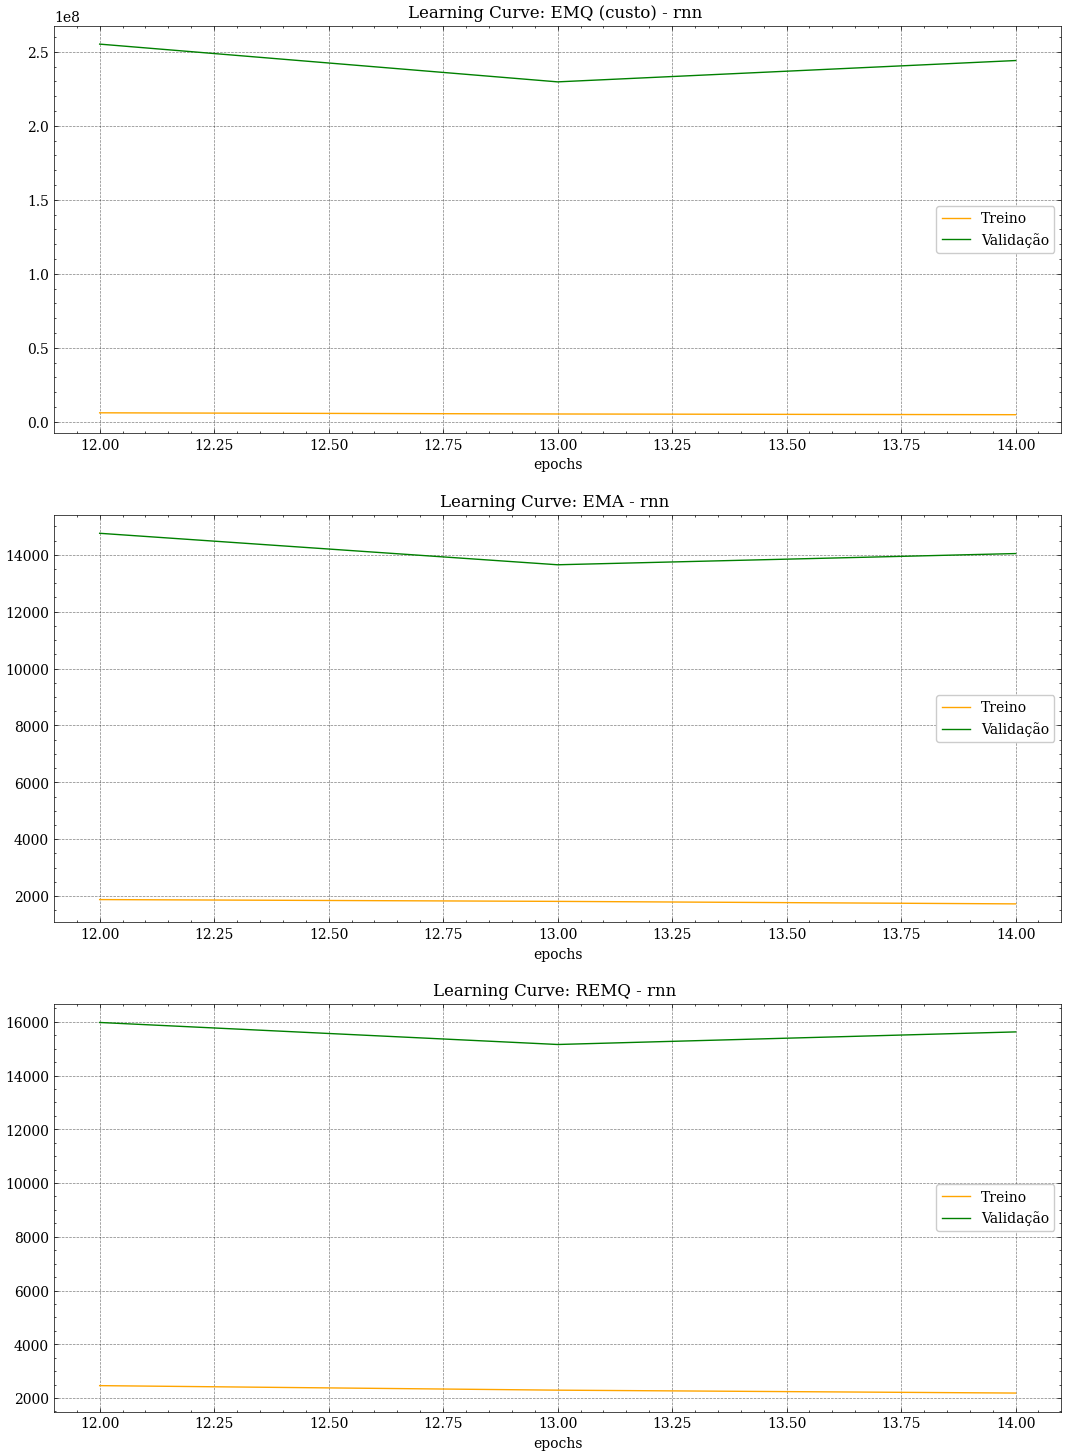 Learning Curve: EMQ (custo) - rnn
1e8
2.5
2.0
1.5
1.0
0.5
0.0
Treino
Validação
12.00 12.25 12.50 12.75 13.00 13.25 13.50 13.75 14.00
epochs
Learning Curve: EMA - rnn
14000
12000
10000
8000
6000
4000
2000
Treino
Validação
12.00 12.25 12.50 12.75 13.00 13.25 13.50 13.75 14.00
epochs
Learning Curve: REMQ - rnn
16000
14000
12000
10000
8000
6000
4000
2000
Treino
Validação
12.00 12.25 12.50 12.75 13.00 13.25 13.50 13.75 14.00
epochs